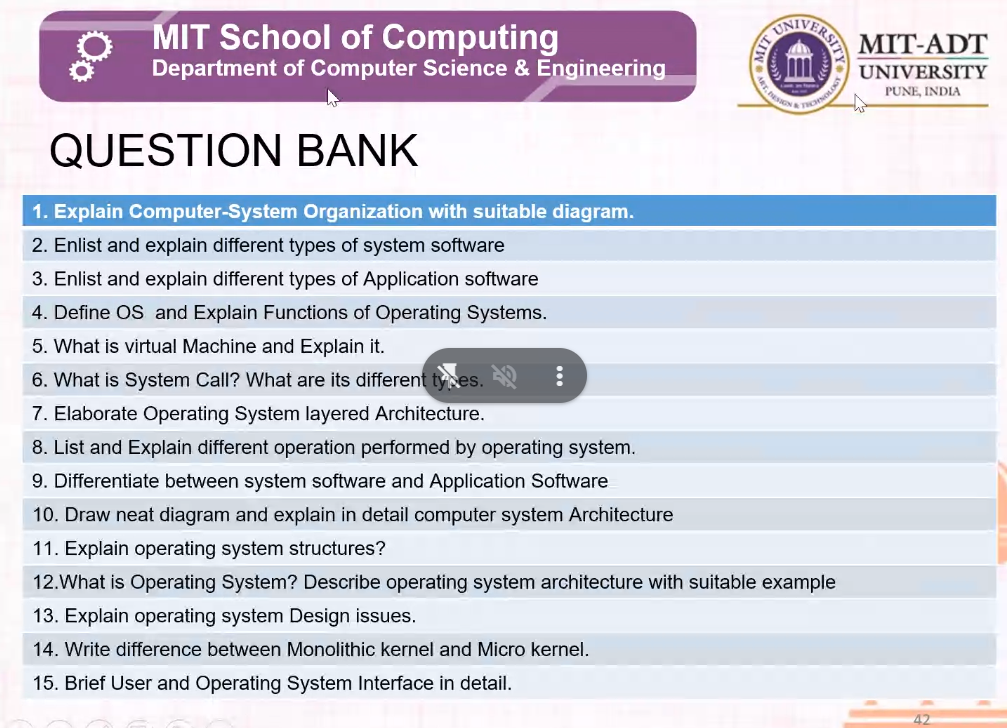 MIT School of Computing
Department of Computer Science & Engineering
MIT UNIVERSITY
ART, DESIGN & TECHNOLOGY
MIT-ADT
UNIVERSITY
PUNE, INDIA
QUESTION BANK
1. Explain Computer-System Organization with suitable diagram.
2. Enlist and explain different types of system software
3. Enlist and explain different types of Application software
4. Define OS  and Explain Functions of Operating Systems.
5. What is virtual Machine and Explain it.
6. What is System Call? What are its different types.
7. Elaborate Operating System layered Architecture.
8. List and Explain different operation performed by operating system.
9. Differentiate between system software and Application Software
10. Draw neat diagram and explain in detail computer system Architecture
11. Explain operating system structures?
12.What is Operating System? Describe operating system architecture with suitable example
13. Explain operating system Design issues.
14. Write difference between Monolithic kernel and Micro kernel.
15. Brief User and Operating System Interface in detail.
42